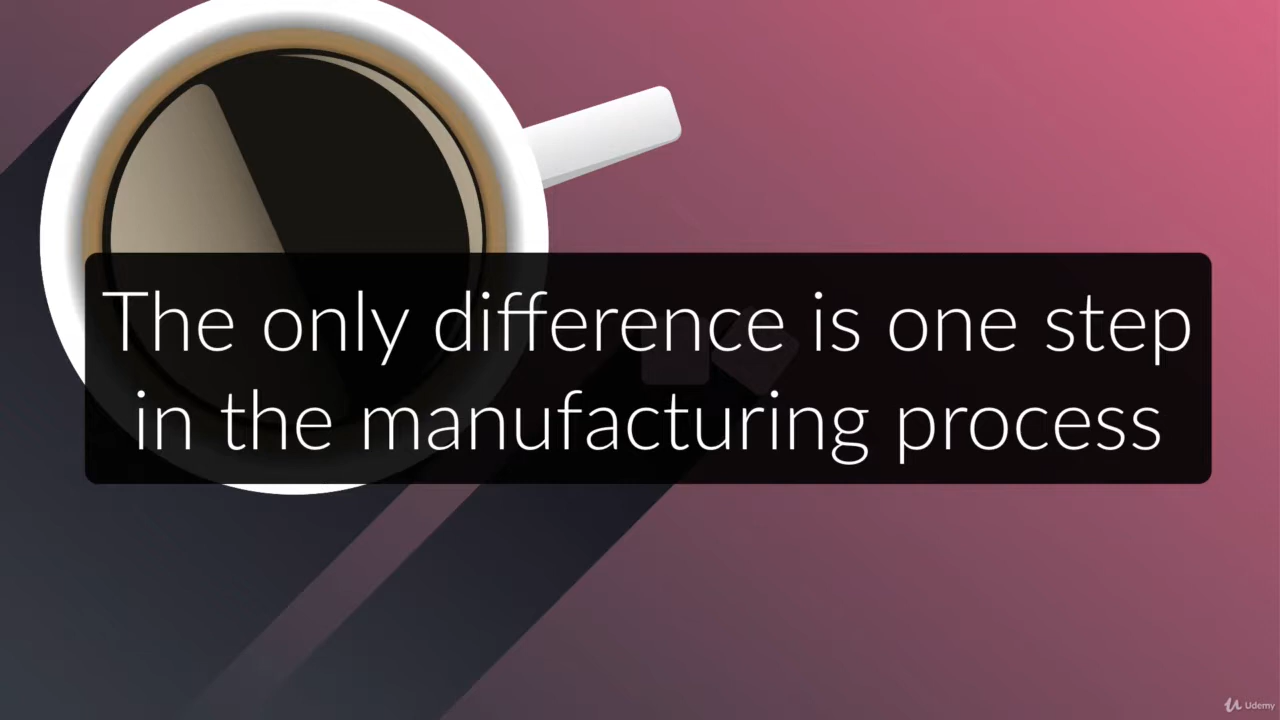 The only difference is one step
in the manufacturing process
Udemy